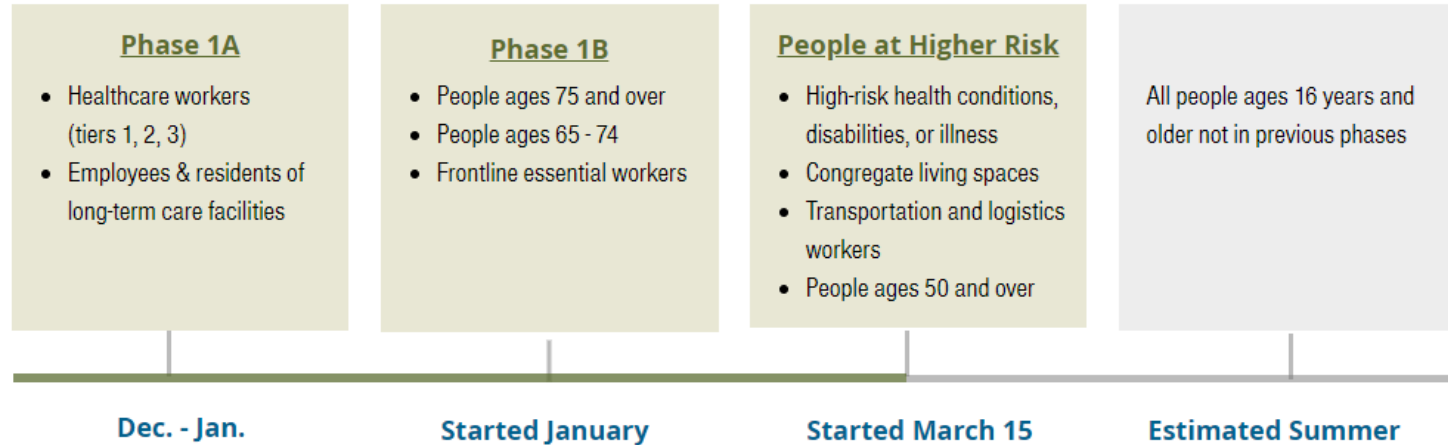 Phase 1A
• Healthcare workers
(tiers 1, 2, 3)
• Employees & residents of
long-term care facilities
Dec. - Jan.
Phase 1B
• People ages 75 and over
• People ages 65 - 74
• Frontline essential workers
Started January
People at Higher Risk
• High-risk health conditions,
disabilities, or illness
• Congregate living spaces
• Transportation and logistics
workers
• People ages 50 and over
Started March 15
All people ages 16 years and
older not in previous phases
Estimated Summer